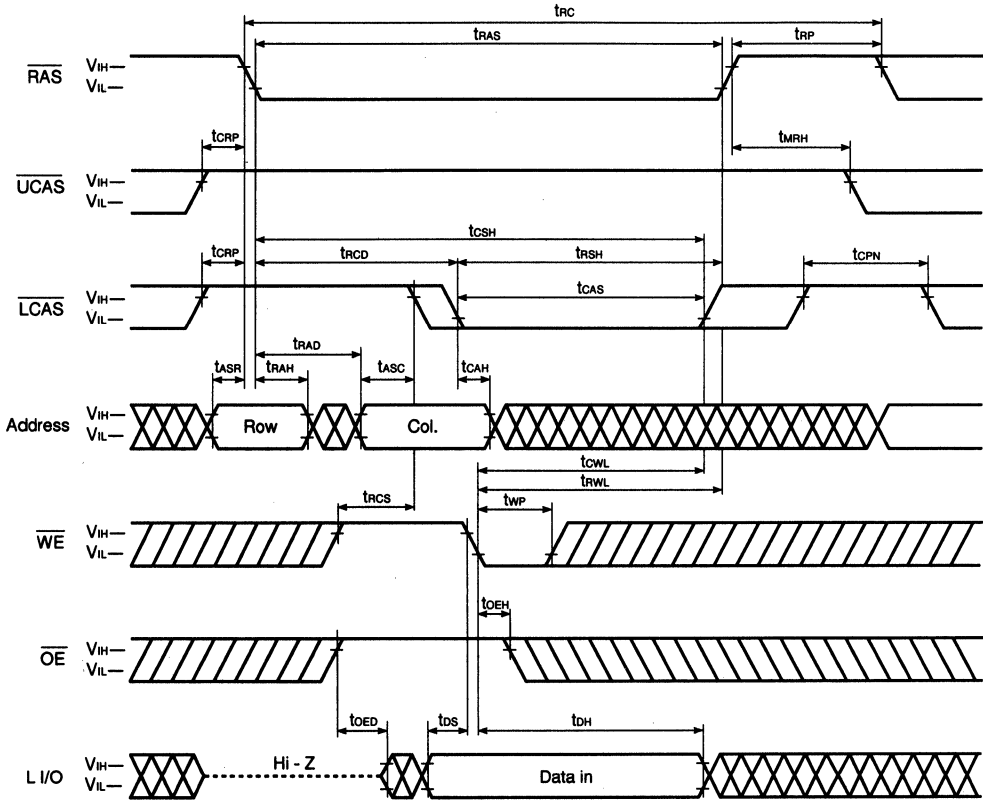 tRC
tRAS
tRP
RAS
VIH—
VIL—
tCRP
tMRH
UCAS
VIH—
VIL—
tCSH
tCRP
tRCD
tRSH
tCPN
LCAS
VIH—
VIL—
tCAS
tRAD
tASR
tRAH
tASC
tCAH
Address
VIH—
VIL—
Row
Col.
tCWL
tRWL
tRCS
tWP
WE
VIH—
VIL—
tOEH
OE
VIH—
VIL—
tOED
tDS
tDH
L I/O
VIH—
VIL—
Hi - Z
Data in